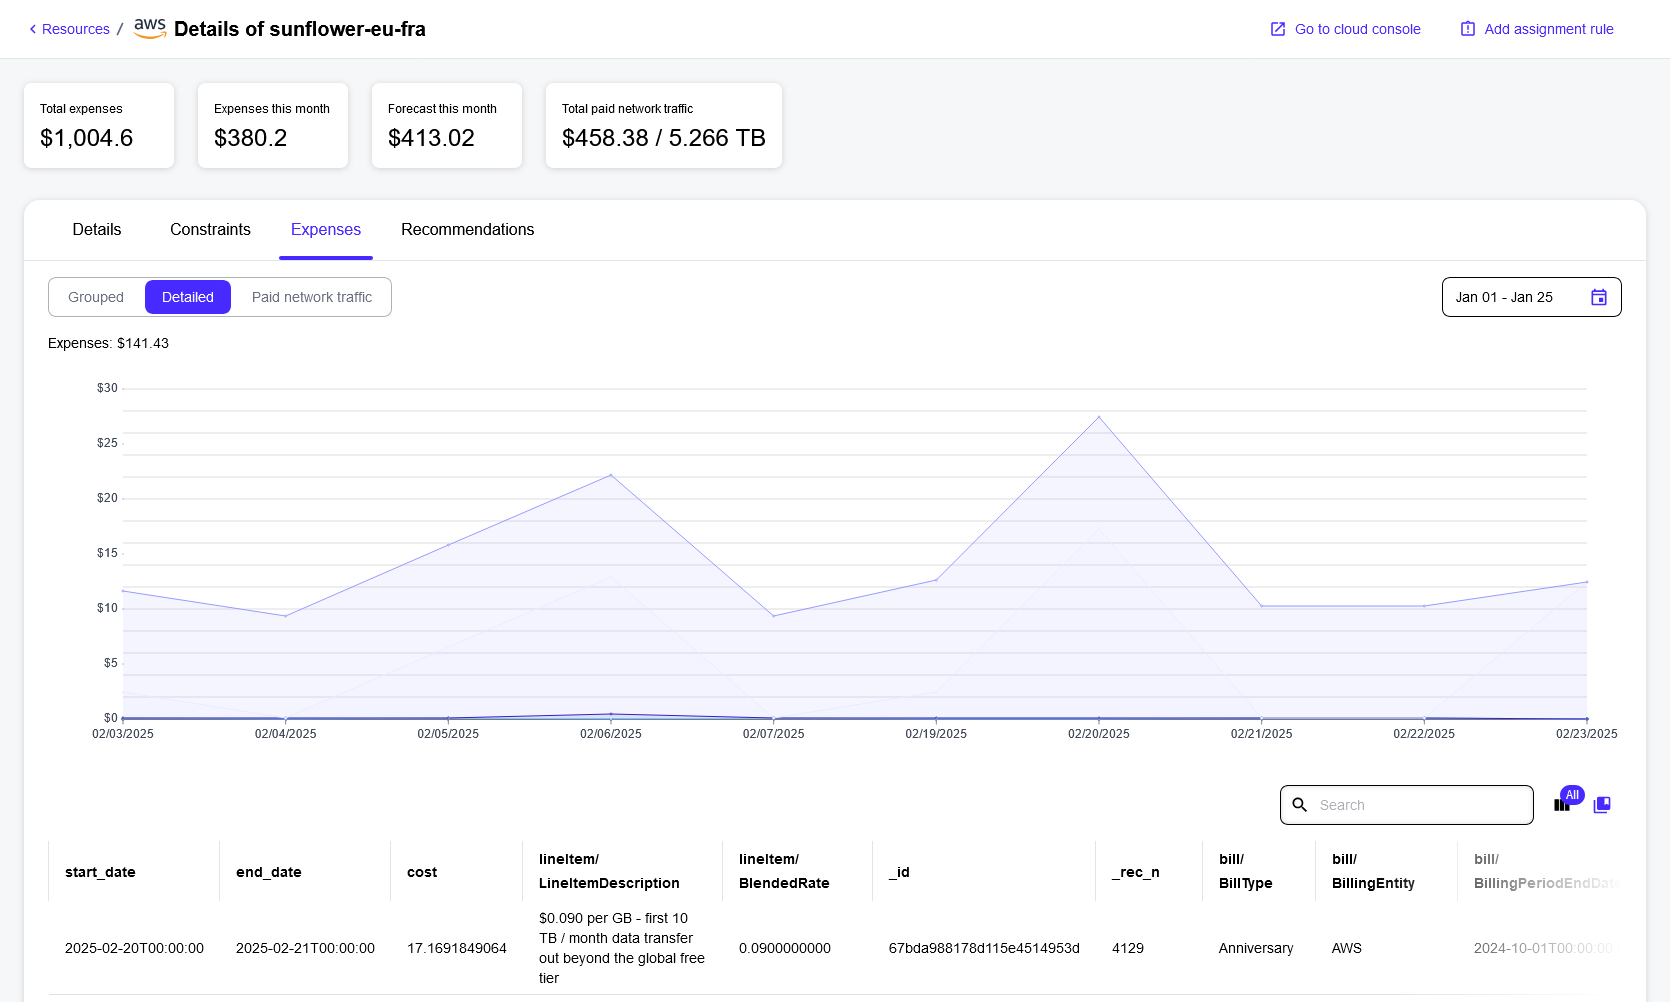 Resources / aws Details of sunflower-eu-fra
Go to cloud console
Add assignment rule
Total expenses
$1,004.6
Expenses this month
$380.2
Forecast this month
$413.02
Total paid network traffic
$458.38 / 5.266 TB
Details
Constraints
Expenses
Recommendations
Grouped
Detailed
Paid network traffic
Jan 01 - Jan 25
Expenses: $141.43
$30
$25
$20
$15
$10
$5
$0
02/03/2025
02/04/2025
02/05/2025
02/06/2025
02/07/2025
02/19/2025
02/20/2025
02/21/2025
02/22/2025
02/23/2025
Search
All
start_date
end_date
cost
lineItem/
LineItemDescription
lineItem/
BlendedRate
_id
_rec_n
bill/
BillType
bill/
BillingEntity
bill/
BillingPeriodEndDate
2025-02-20T00:00:00
2025-02-21T00:00:00
17.1691849064
$0.090 per GB - first 10
TB / month data transfer
out beyond the global free
tier
0.0900000000
67bda988178d115e4514953d
4129
Anniversary
AWS
2024-10-01T00:00:00